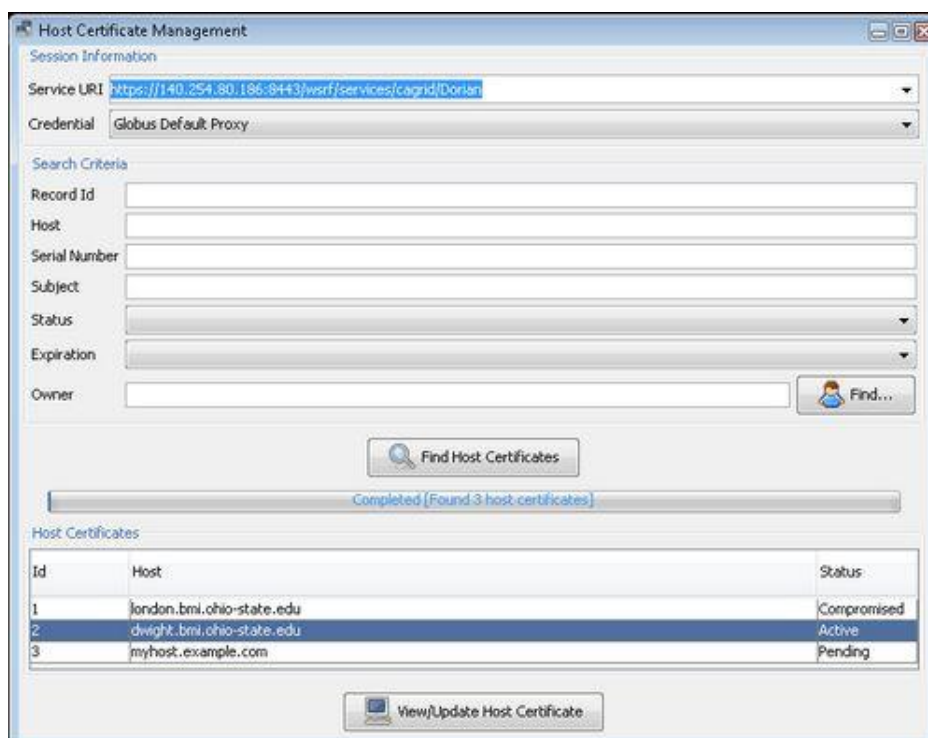 Host Certificate Management
Session Information
Service URI https://140.254.80.186:8443/wsrf/services/cagrid/Dorian
Credential Globus Default Proxy
Search Criteria
Record Id
Host
Serial Number
Subject
Status
Expiration
Owner Find...
Find Host Certificates
Completed [Found 3 host certificates]
Host Certificates
Id Host Status
1 london.bmi.ohio-state.edu Compromised
2 dwight.bmi.ohio-state.edu Active
3 myhost.example.com Pending
View/Update Host Certificate